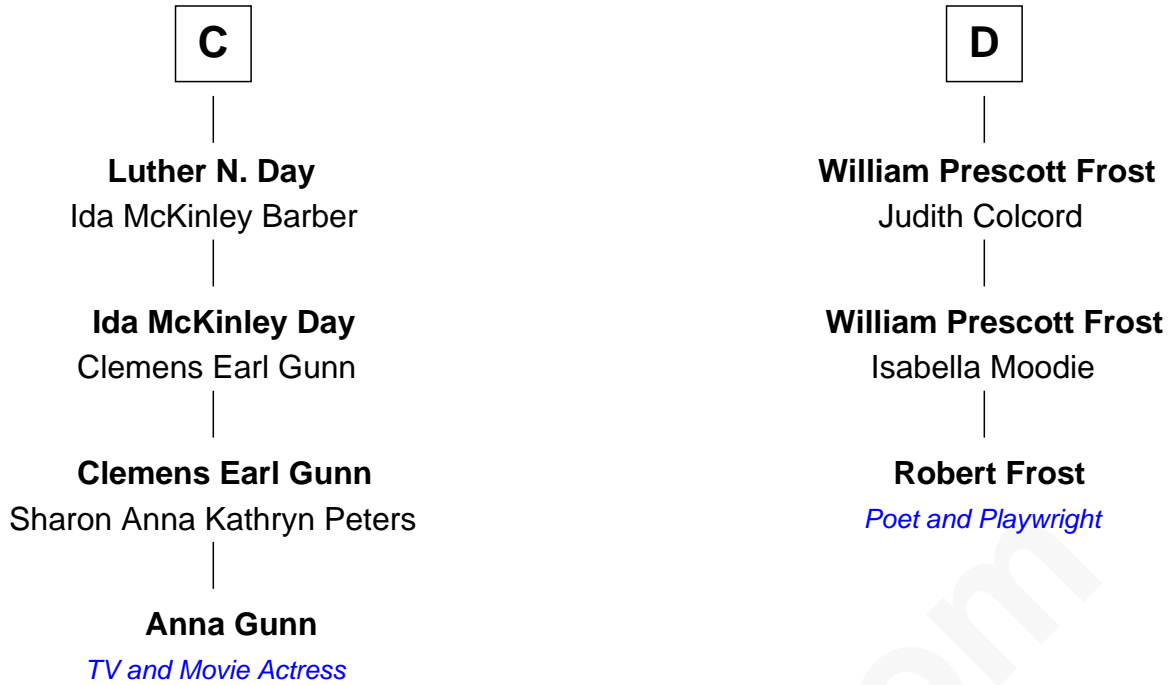 C
Luther N. Day
Ida McKinley Barber
Ida McKinley Day
Clemens Earl Gunn
Clemens Earl Gunn
Sharon Anna Kathryn Peters
Anna Gunn
TV and Movie Actress
D
William Prescott Frost
Judith Colcord
William Prescott Frost
Isabella Moodie
Robert Frost
Poet and Playwright
om